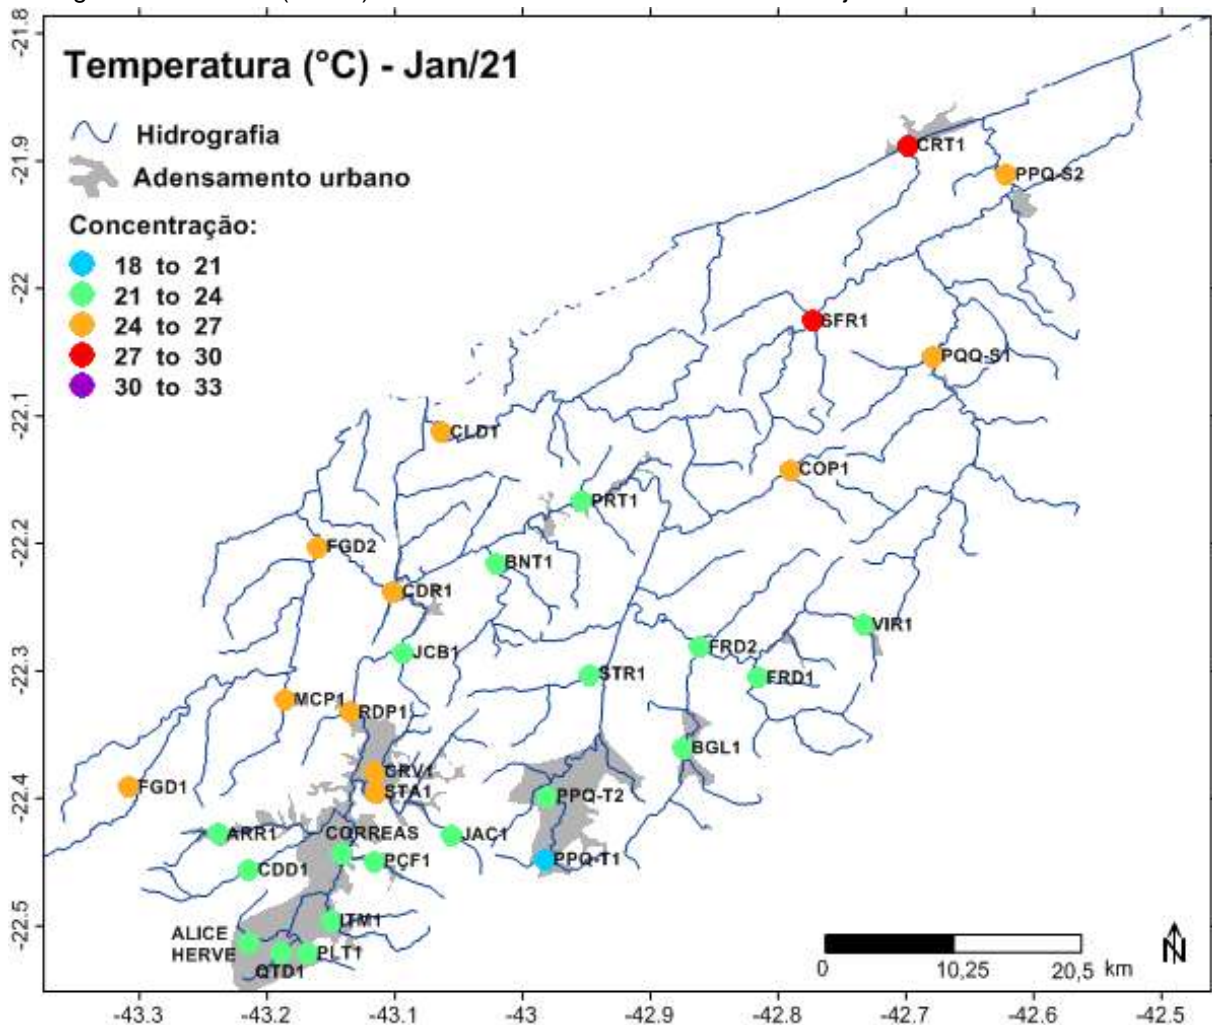 -21.8
Temperatura (°C) - Jan/21
Hidrografia
Adensamento urbano
Concentração:
18 to 21
21 to 24
24 to 27
27 to 30
30 to 33
-21.9
-22
-22.1
-22.2
-22.3
-22.4
-22.5
CRT1
PPQ-S2
SFR1
PQQ-S1
CLD1
COP1
PRT1
FGD2
BNT1
CDR1
VIR1
JCB1
FRD2
STR1
FRD1
MCP1
RDP1
BGL1
GRV1
FGD1
STA1
PPQ-T2
ARR1
CORREAS
JAC1
CDD1
PÇF1
PPQ-T1
ITM1
ALICE
HERVE
PLT1
QTD1
N
0 10,25 20,5 km
-43.3 -43.2 -43.1 -43 -42.9 -42.8 -42.7 -42.6 -42.5